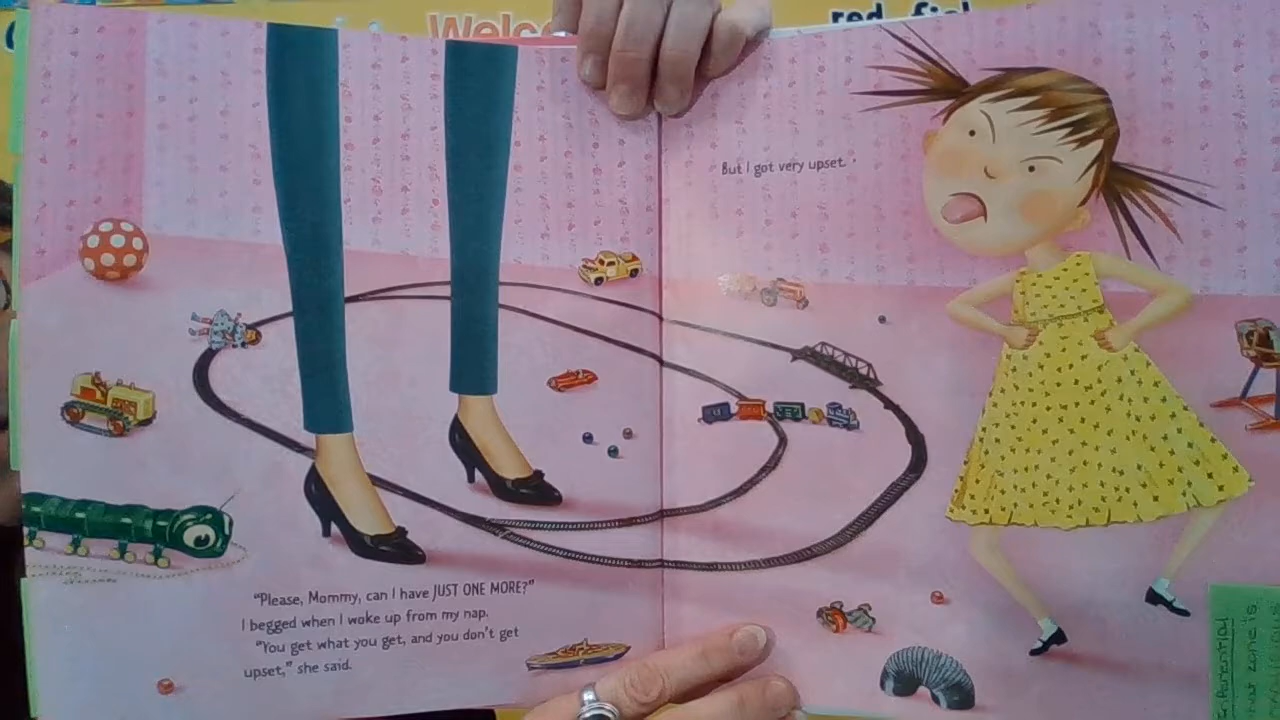 Welc
“Please, Mommy, can I have JUST ONE MORE?”
I begged when I woke up from my nap.
“You get what you get, and you don’t get
upset,” she said.
But I got very upset.